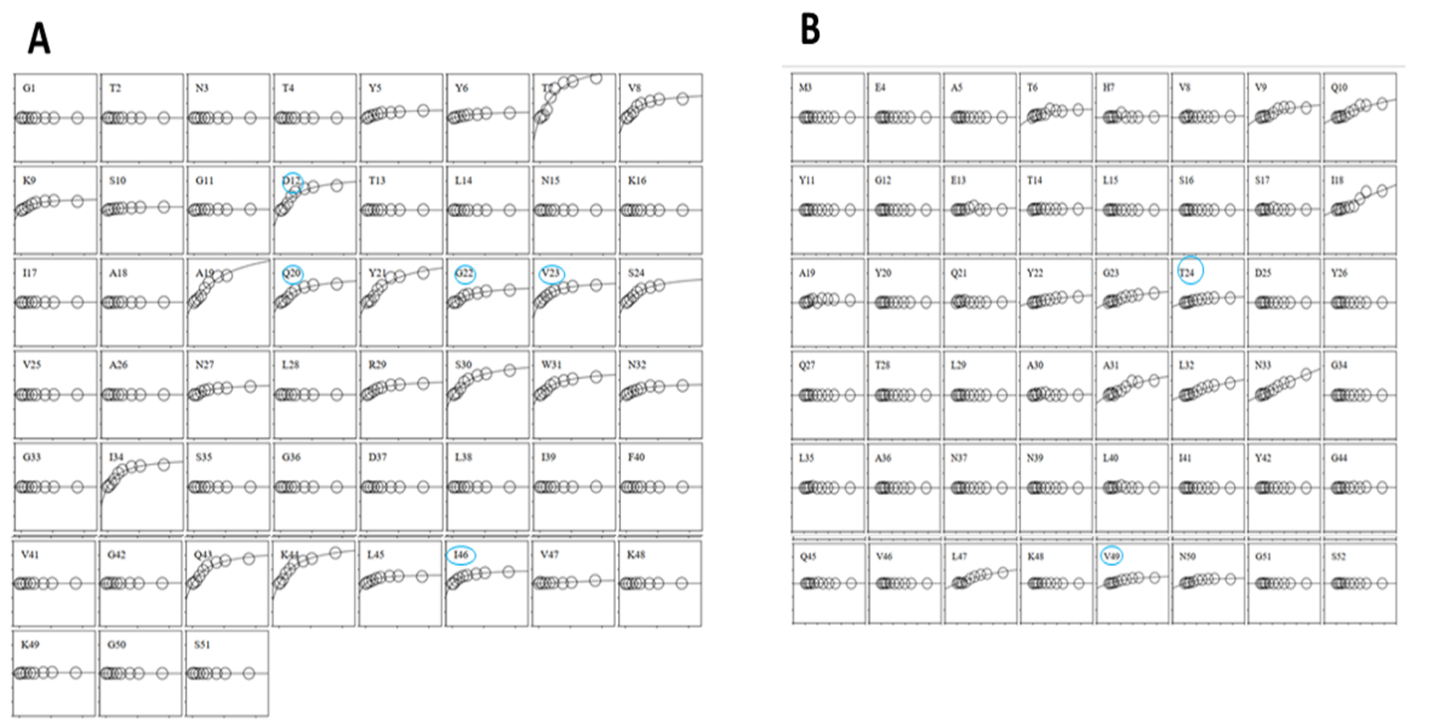 A B
G1 T2 N3 T4 Y5 Y6 V8
M3 E4 A5 T6 H7 V8 V9 Q10
K9 S10 G11 D12 T13 L14 N15 K16
Y11 G12 E13 T14 L15 S16 S17 I18
I17 A18 A19 Q20 Y21 G22 V23 S24
A19 Y20 Q21 Y22 G23 T24 D25 Y26
V25 A26 N27 L28 R29 S30 W31 N32
Q27 T28 L29 A30 A31 L32 N33 G34
G33 I34 S35 G36 D37 L38 I39 F40
L35 A36 N37 N39 L40 I41 Y42 G44
V41 G42 Q43 K44 L45 I46 V47 K48
Q45 V46 L47 K48 V49 N50 G51 S52
K49 G50 S51